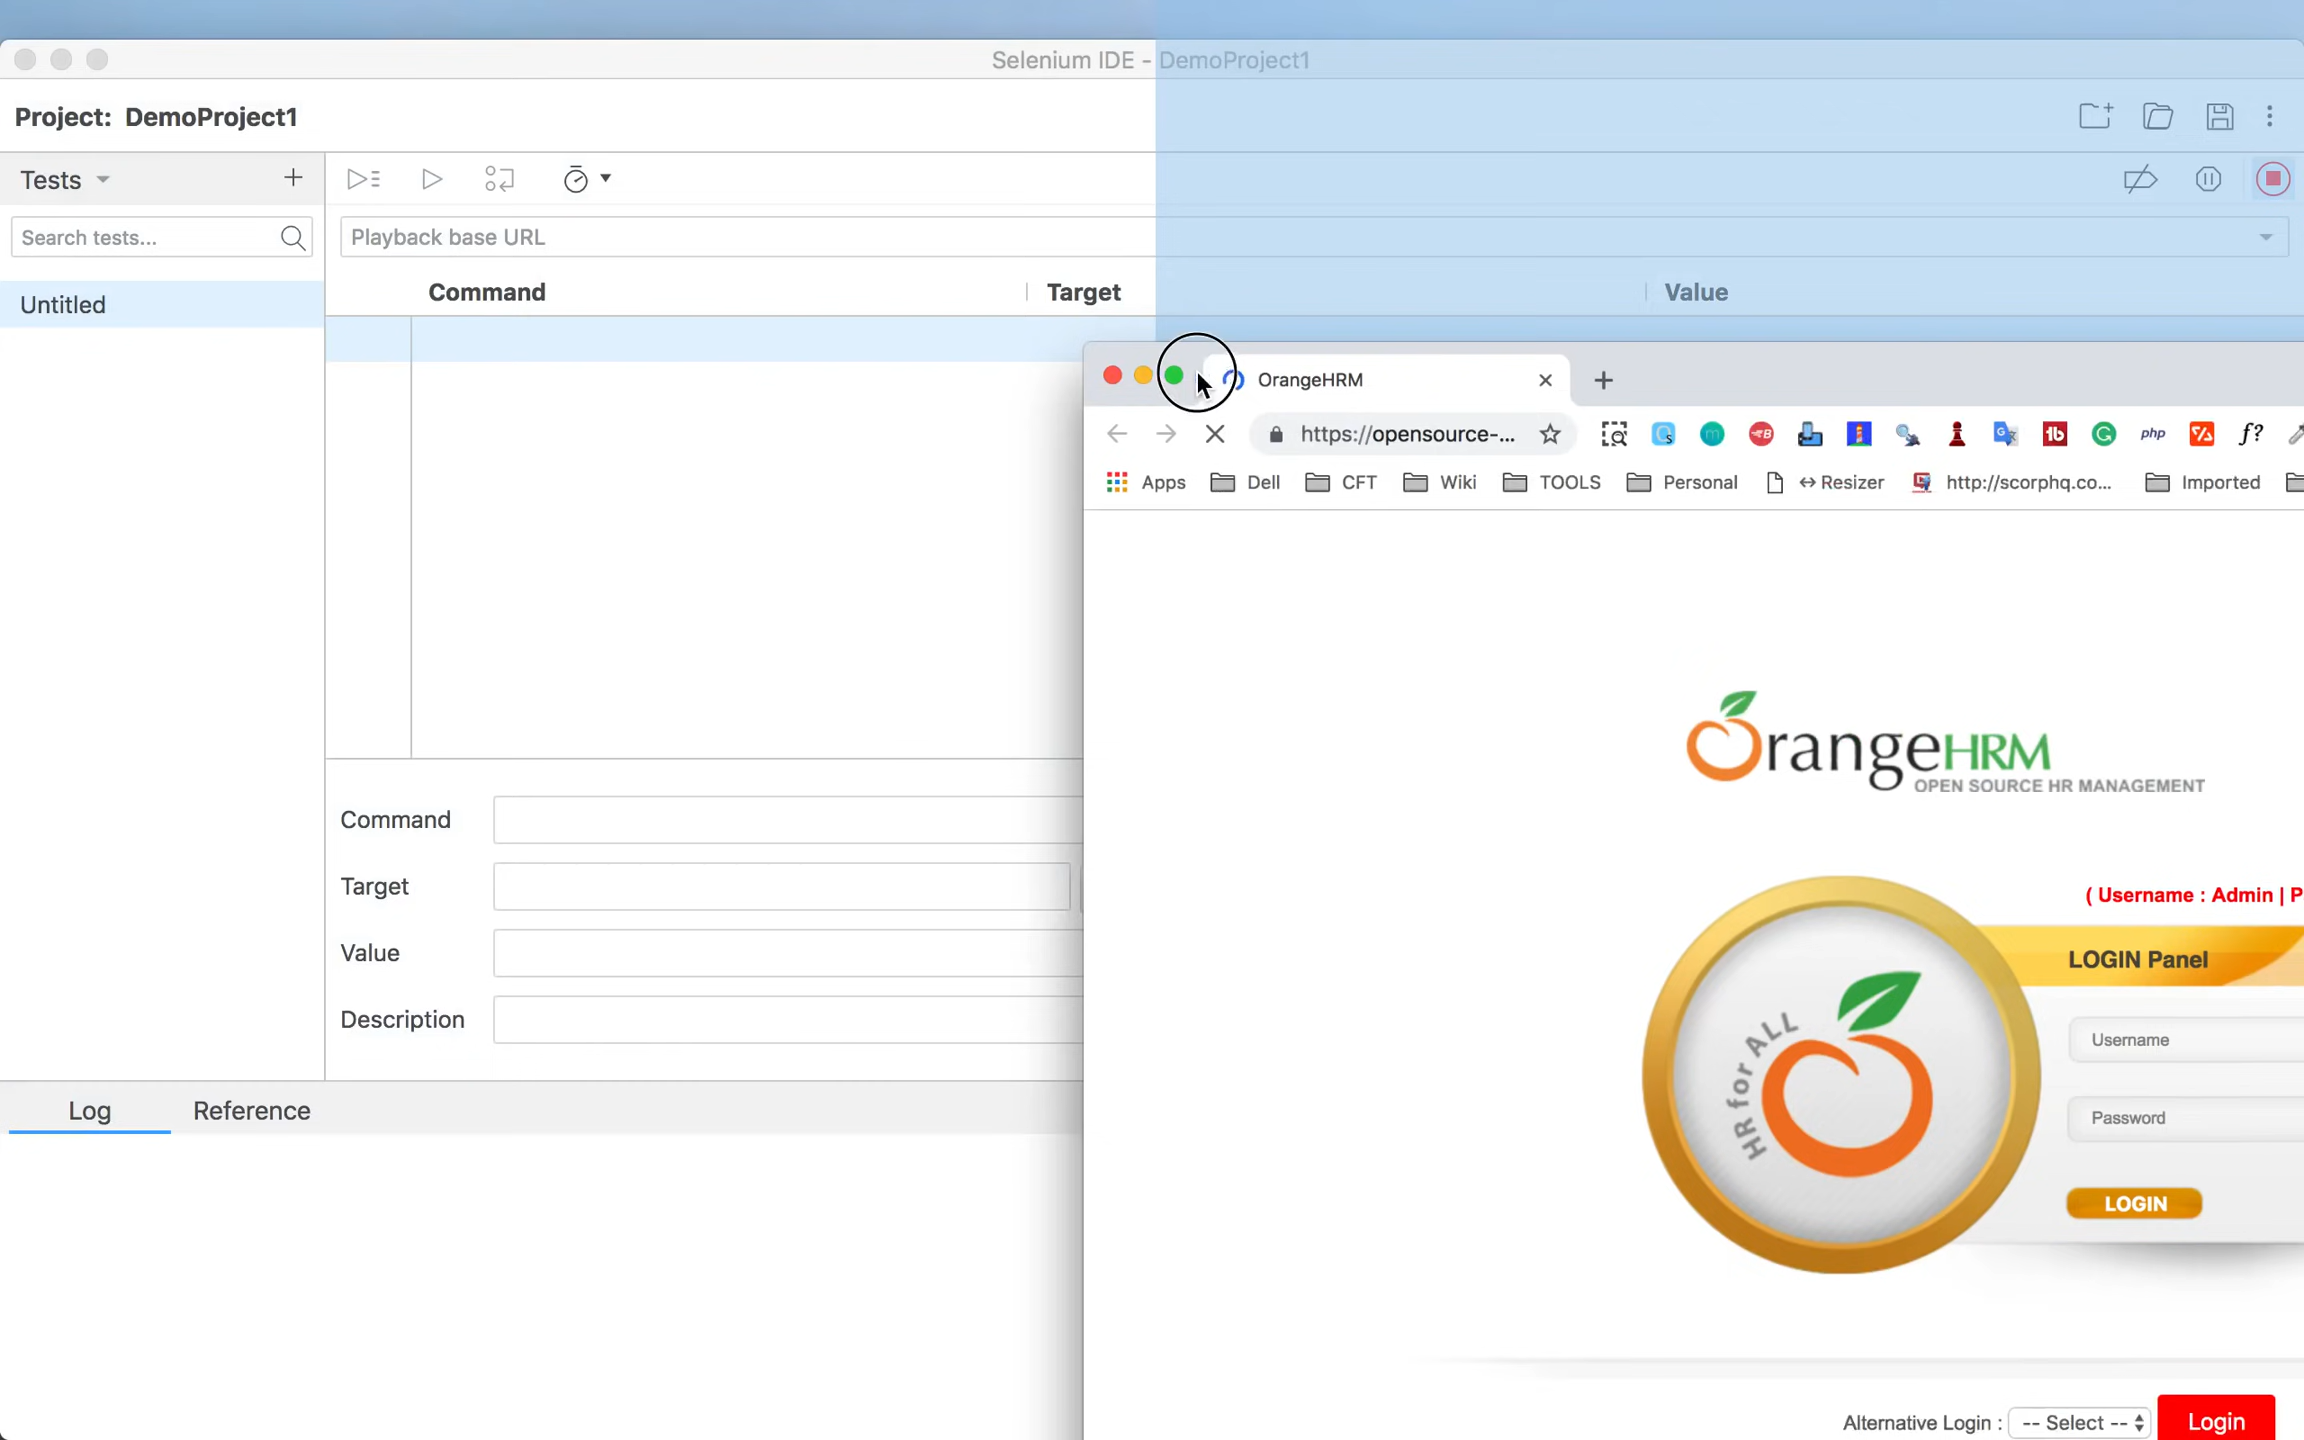 Selenium IDE - DemoProject1
Project: DemoProject1
Tests
Search tests...
Playback base URL
Untitled
Command Target Value
OrangeHRM
https://opensource-...
php
f?
Apps Dell CFT Wiki TOOLS Personal ↔ Resizer http://scorphq.co... Imported
OrangeHRM
OPEN SOURCE HR MANAGEMENT
( Username : Admin | P
LOGIN Panel
HR for ALL
Username
Password
LOGIN
Alternative Login : -- Select -- Login
Command
Target
Value
Description
Log Reference